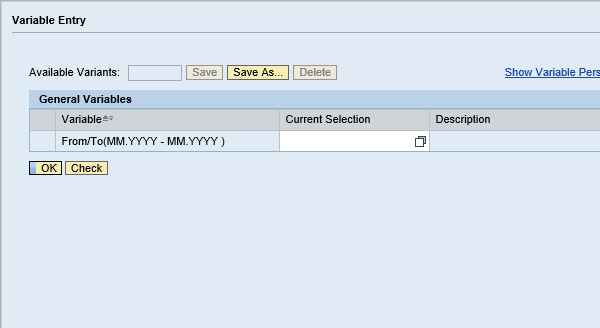 Variable Entry
Available Variants: Save Save As... Delete Show Variable Pers
General Variables
Variable Current Selection Description
From/To(MM.YYYY - MM.YYYY )
OK Check